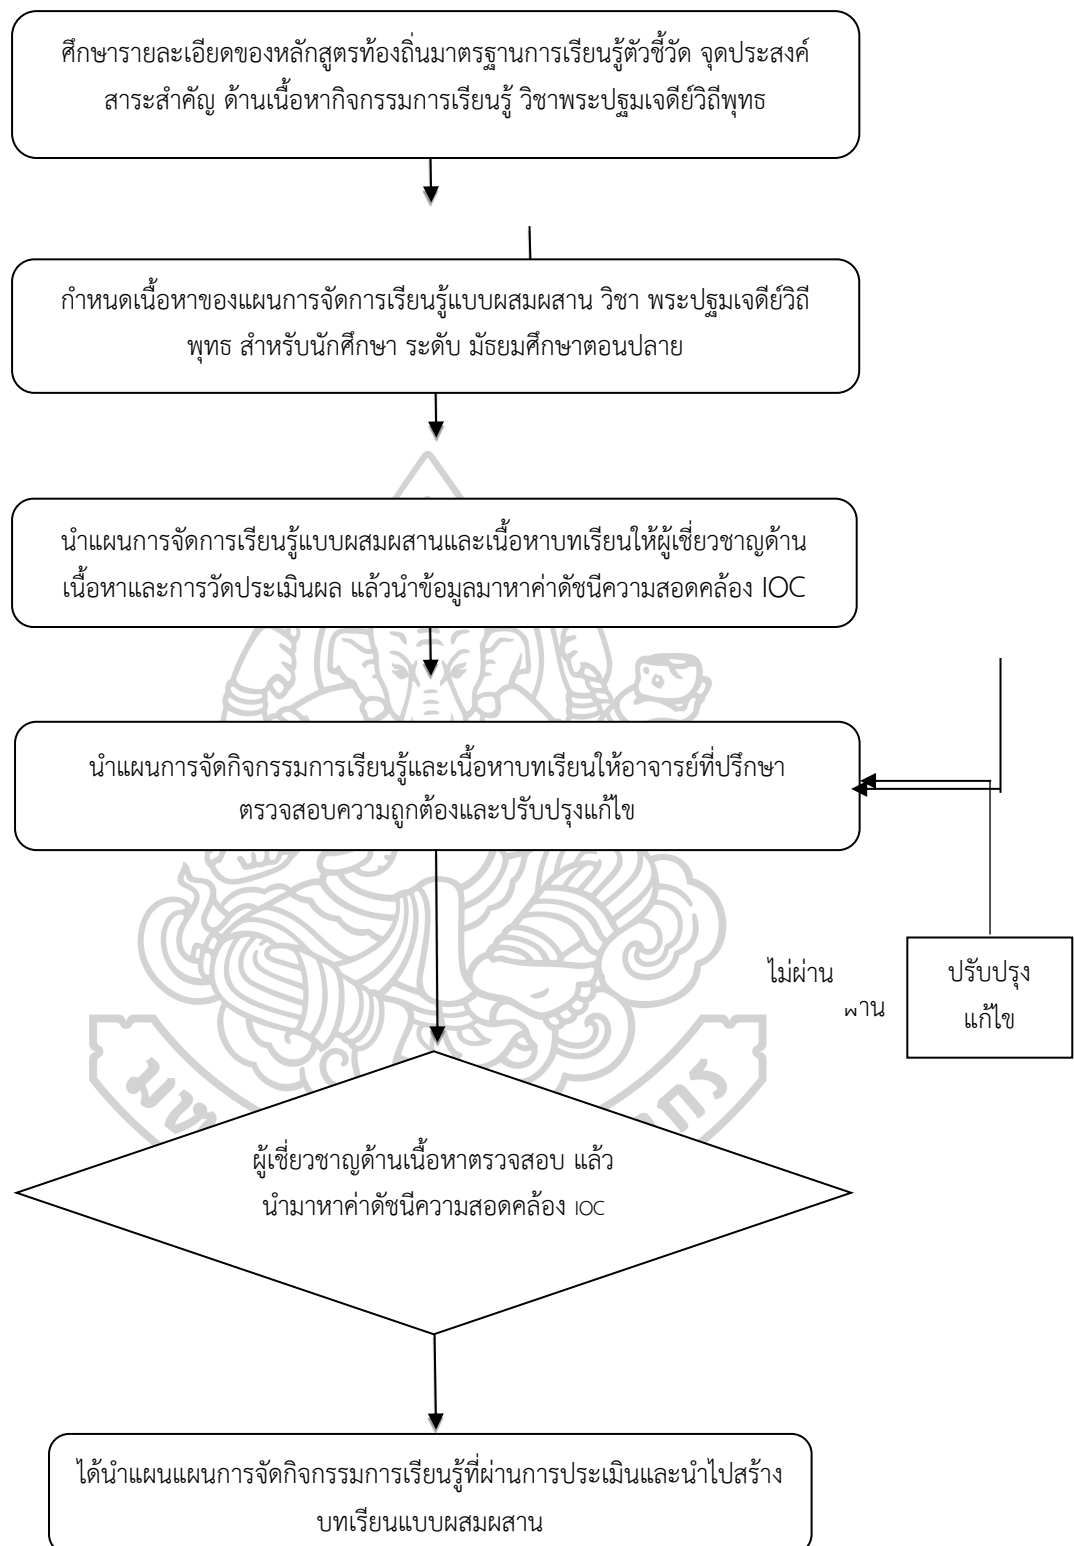 ศึกษารายละเอียดของหลักสูตรท้องถิ่นมาตรฐานการเรียนรู้ตัวชี้วัด จุดประสงค์
สาระสำคัญ ด้านเนื้อหากิจกรรมการเรียนรู้ วิชาพระปฐมเจดีย์วิถีพุทธ
กำหนดเนื้อหาของแผนการจัดการเรียนรู้แบบผสมผสาน วิชา พระปฐมเจดีย์วิถี
พุทธ สำหรับนักศึกษา ระดับ มัธยมศึกษาตอนปลาย
นำแผนการจัดการเรียนรู้แบบผสมผสานและเนื้อหาบทเรียนให้ผู้เชี่ยวชาญด้าน
เนื้อหาและการวัดประเมินผล แล้วนำข้อมูลมาหาค่าดัชนีความสอดคล้อง IOC
นำแผนการจัดกิจกรรมการเรียนรู้และเนื้อหาบทเรียนให้อาจารย์ที่ปรึกษา
ตรวจสอบความถูกต้องและปรับปรุงแก้ไข
ไม่ผ่าน
ปรับปรุง
แก้ไข
ผู้เชี่ยวชาญด้านเนื้อหาตรวจสอบ แล้ว
นำมาหาค่าดัชนีความสอดคล้อง IOC
ได้นำแผนแผนการจัดกิจกรรมการเรียนรู้ที่ผ่านการประเมินและนำไปสร้าง
บทเรียนแบบผสมผสาน